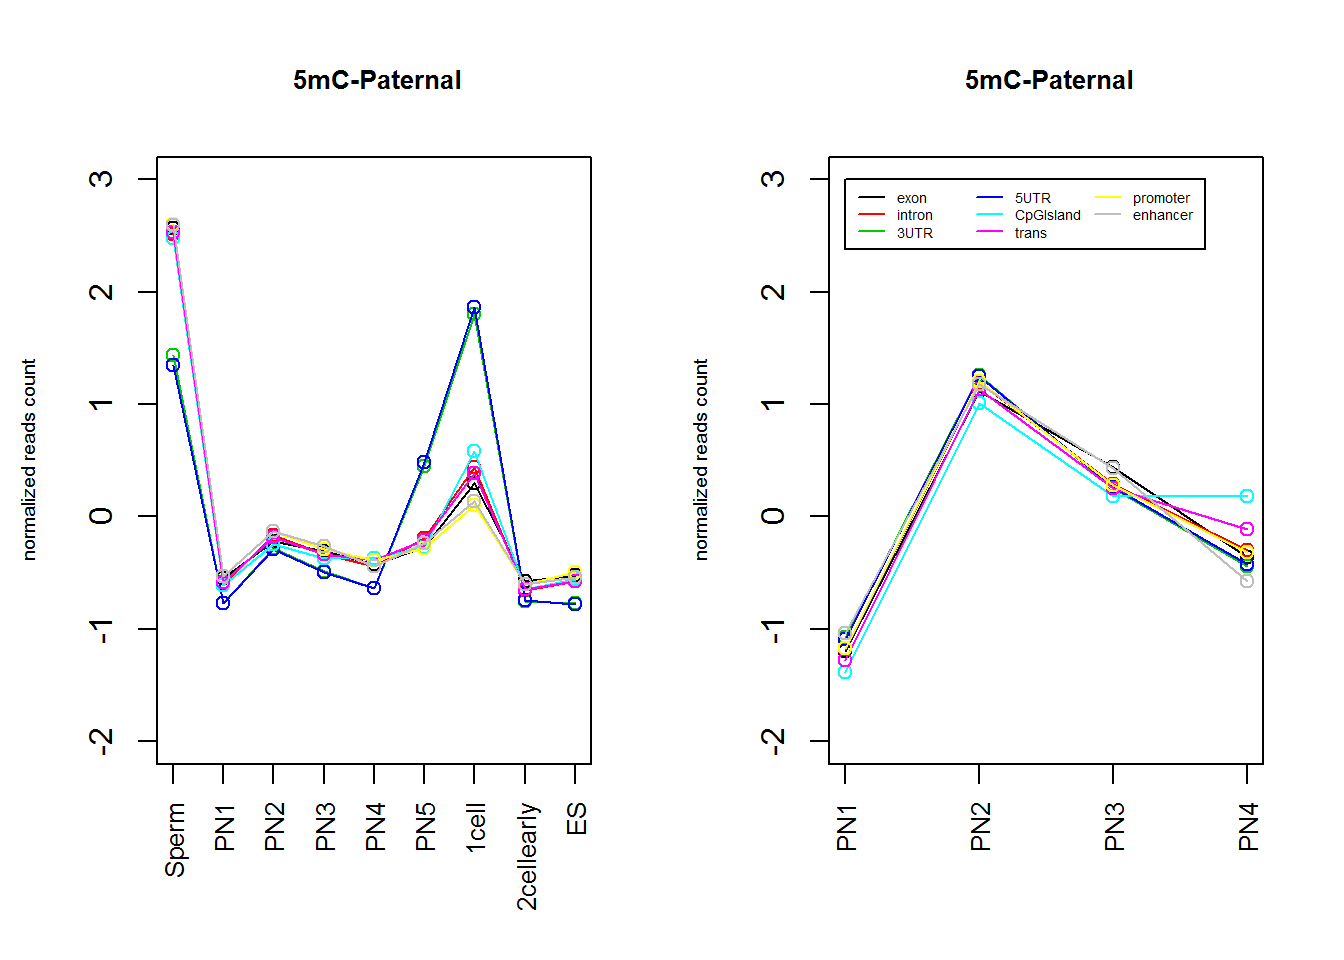 5mC-Paternal
normalized reads count
3
2
1
0
-1
-2
Sperm
PN1
PN2
PN3
PN4
PN5
1cell
2cellearly
ES
5mC-Paternal
normalized reads count
3
2
1
0
-1
-2
exon
intron
3UTR
5UTR
CpGIsland
trans
promoter
enhancer
PN1
PN2
PN3
PN4